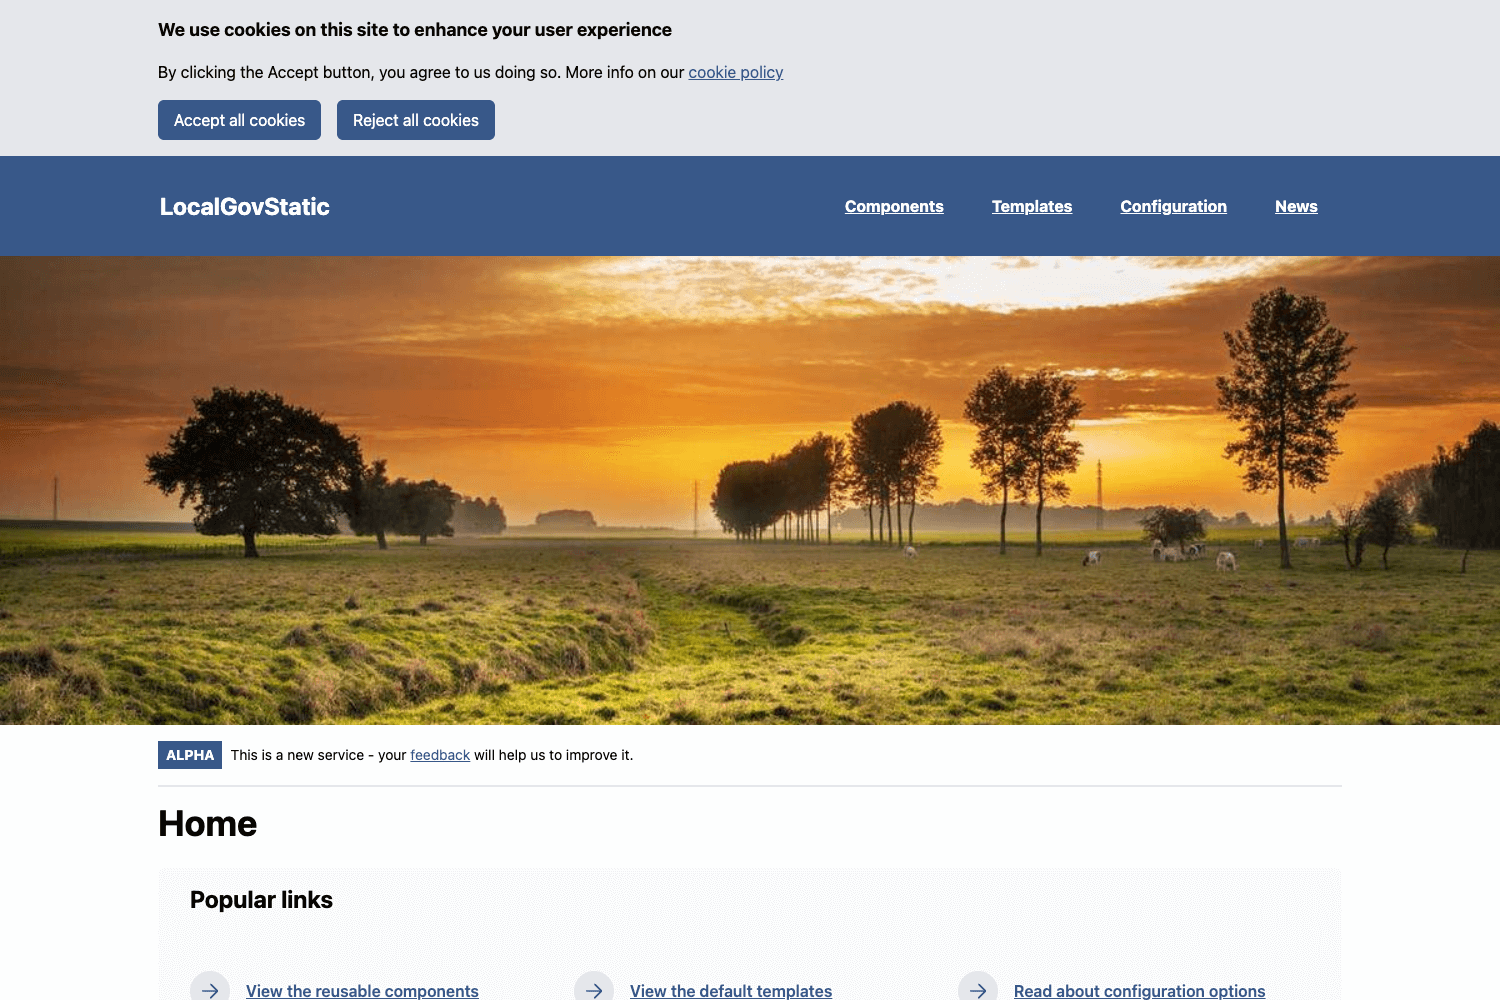 We use cookies on this site to enhance your user experience
By clicking the Accept button, you agree to us doing so. More info on our cookie policy
Accept all cookies
Reject all cookies
LocalGovStatic
Components
Templates
Configuration
News
ALPHA
This is a new service - your feedback will help us to improve it.
Home
Popular links
View the reusable components
View the default templates
Read about configuration options